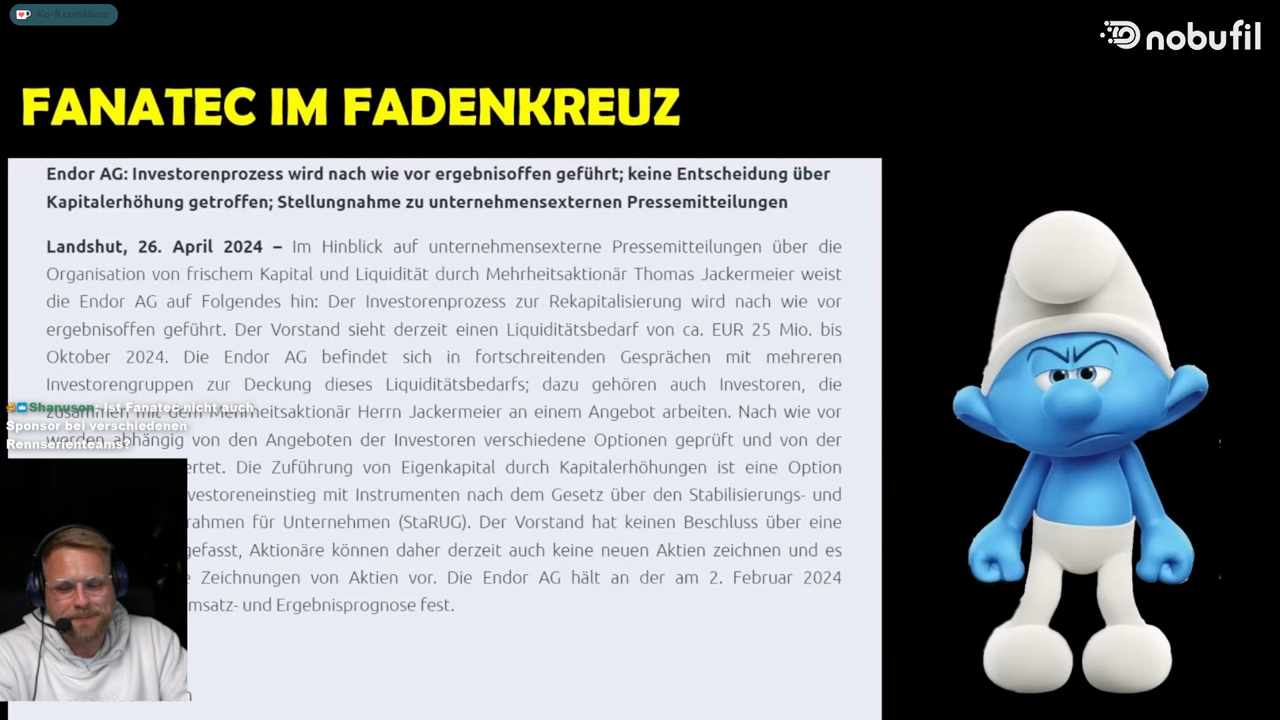 Ko-fi.com/dizeri
nobufil
FANATEC IM FADENKREUZ
Endor AG: Investorenprozess wird nach wie vor ergebnisoffen geführt; keine Entscheidung über
Kapitalerhöhung getroffen; Stellungnahme zu unternehmensexternen Pressemitteilungen
Landshut, 26. April 2024 – Im Hinblick auf unternehmensexterne Pressemitteilungen über die
Organisation von frischem Kapital und Liquidität durch Mehrheitsaktionär Thomas Jackermeier weist
die Endor AG auf Folgendes hin: Der Investorenprozess zur Rekapitalisierung wird nach wie vor
ergebnisoffen geführt. Der Vorstand sieht derzeit einen Liquiditätsbedarf von ca. EUR 25 Mio. bis
Oktober 2024. Die Endor AG befindet sich in fortschreitenden Gesprächen mit mehreren
Investorengruppen zur Deckung dieses Liquiditätsbedarfs; dazu gehören auch Investoren, die
zusammen mit dem Mehrheitsaktionär Herrn Jackermeier an einem Angebot arbeiten. Nach wie vor
werden abhängig von den Angeboten der Investoren verschiedene Optionen geprüft und von der
ertet. Die Zuführung von Eigenkapital durch Kapitalerhöhungen ist eine Option
vestoreneinstieg mit Instrumenten nach dem Gesetz über den Stabilisierungs- und
rahmen für Unternehmen (StaRUG). Der Vorstand hat keinen Beschluss über eine
gefasst, Aktionäre können daher derzeit auch keine neuen Aktien zeichnen und es
Zeichnungen von Aktien vor. Die Endor AG hält an der am 2. Februar 2024
msatz- und Ergebnisprognose fest.
Shanuson: Ist Fanatec nicht auch
Sponsor bei verschiedenen
Rennserienteams?